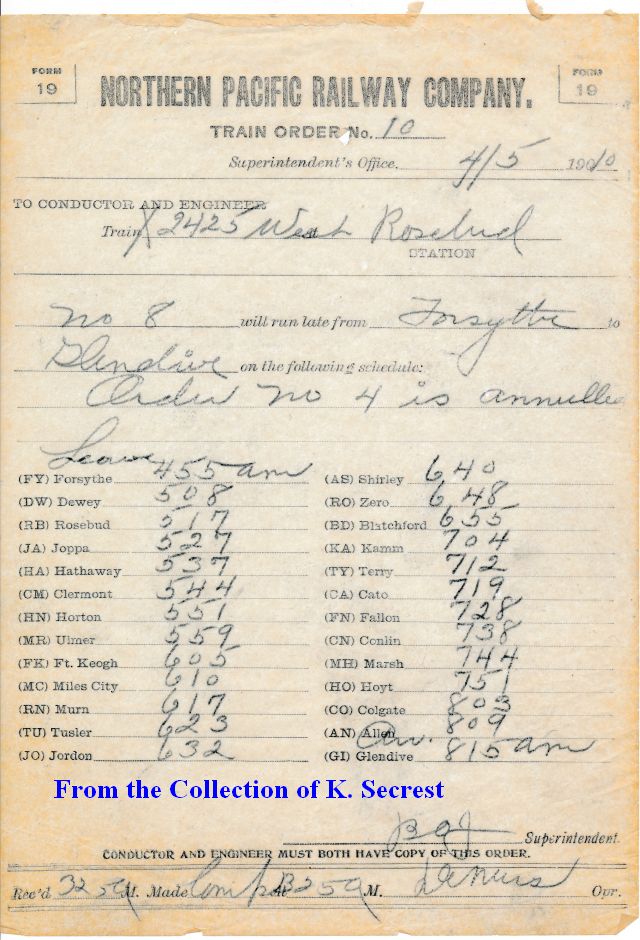 FORM
19
FORM
19
NORTHERN PACIFIC RAILWAY COMPANY.
TRAIN ORDER No. 10
Superintendent's Office. 4/5 1910
TO CONDUCTOR AND ENGINEER
Train X 2425 West Rosebud
STATION
No 8 will run late from Forsythe to
Glendive on the following schedule:
Order No 4 is annulled
Leave
(FY) Forsythe 455 am
(DW) Dewey 508
(RB) Rosebud 517
(JA) Joppa 527
(HA) Hathaway 537
(CM) Clermont 544
(HN) Horton 551
(MR) Ulmer 559
(FK) Ft. Keogh 605
(MC) Miles City 610
(RN) Murn 617
(TU) Tusler 623
(JO) Jordon 632
(AS) Shirley 640
(RO) Zero 648
(BD) Blatchford 655
(KA) Kamm 704
(TY) Terry 712
(CA) Cato 719
(FN) Fallon 728
(CN) Conlin 738
(MH) Marsh 744
(HO) Hoyt 751
(CO) Colgate 803
(AN) Allen 809
Arr.
(GI) Glendive 815 am
From the Collection of K. Secrest
Superintendent.
CONDUCTOR AND ENGINEER MUST BOTH HAVE COPY OF THIS ORDER.
Rec'd 325 A M. Made Comp at 325 A M. Opr.